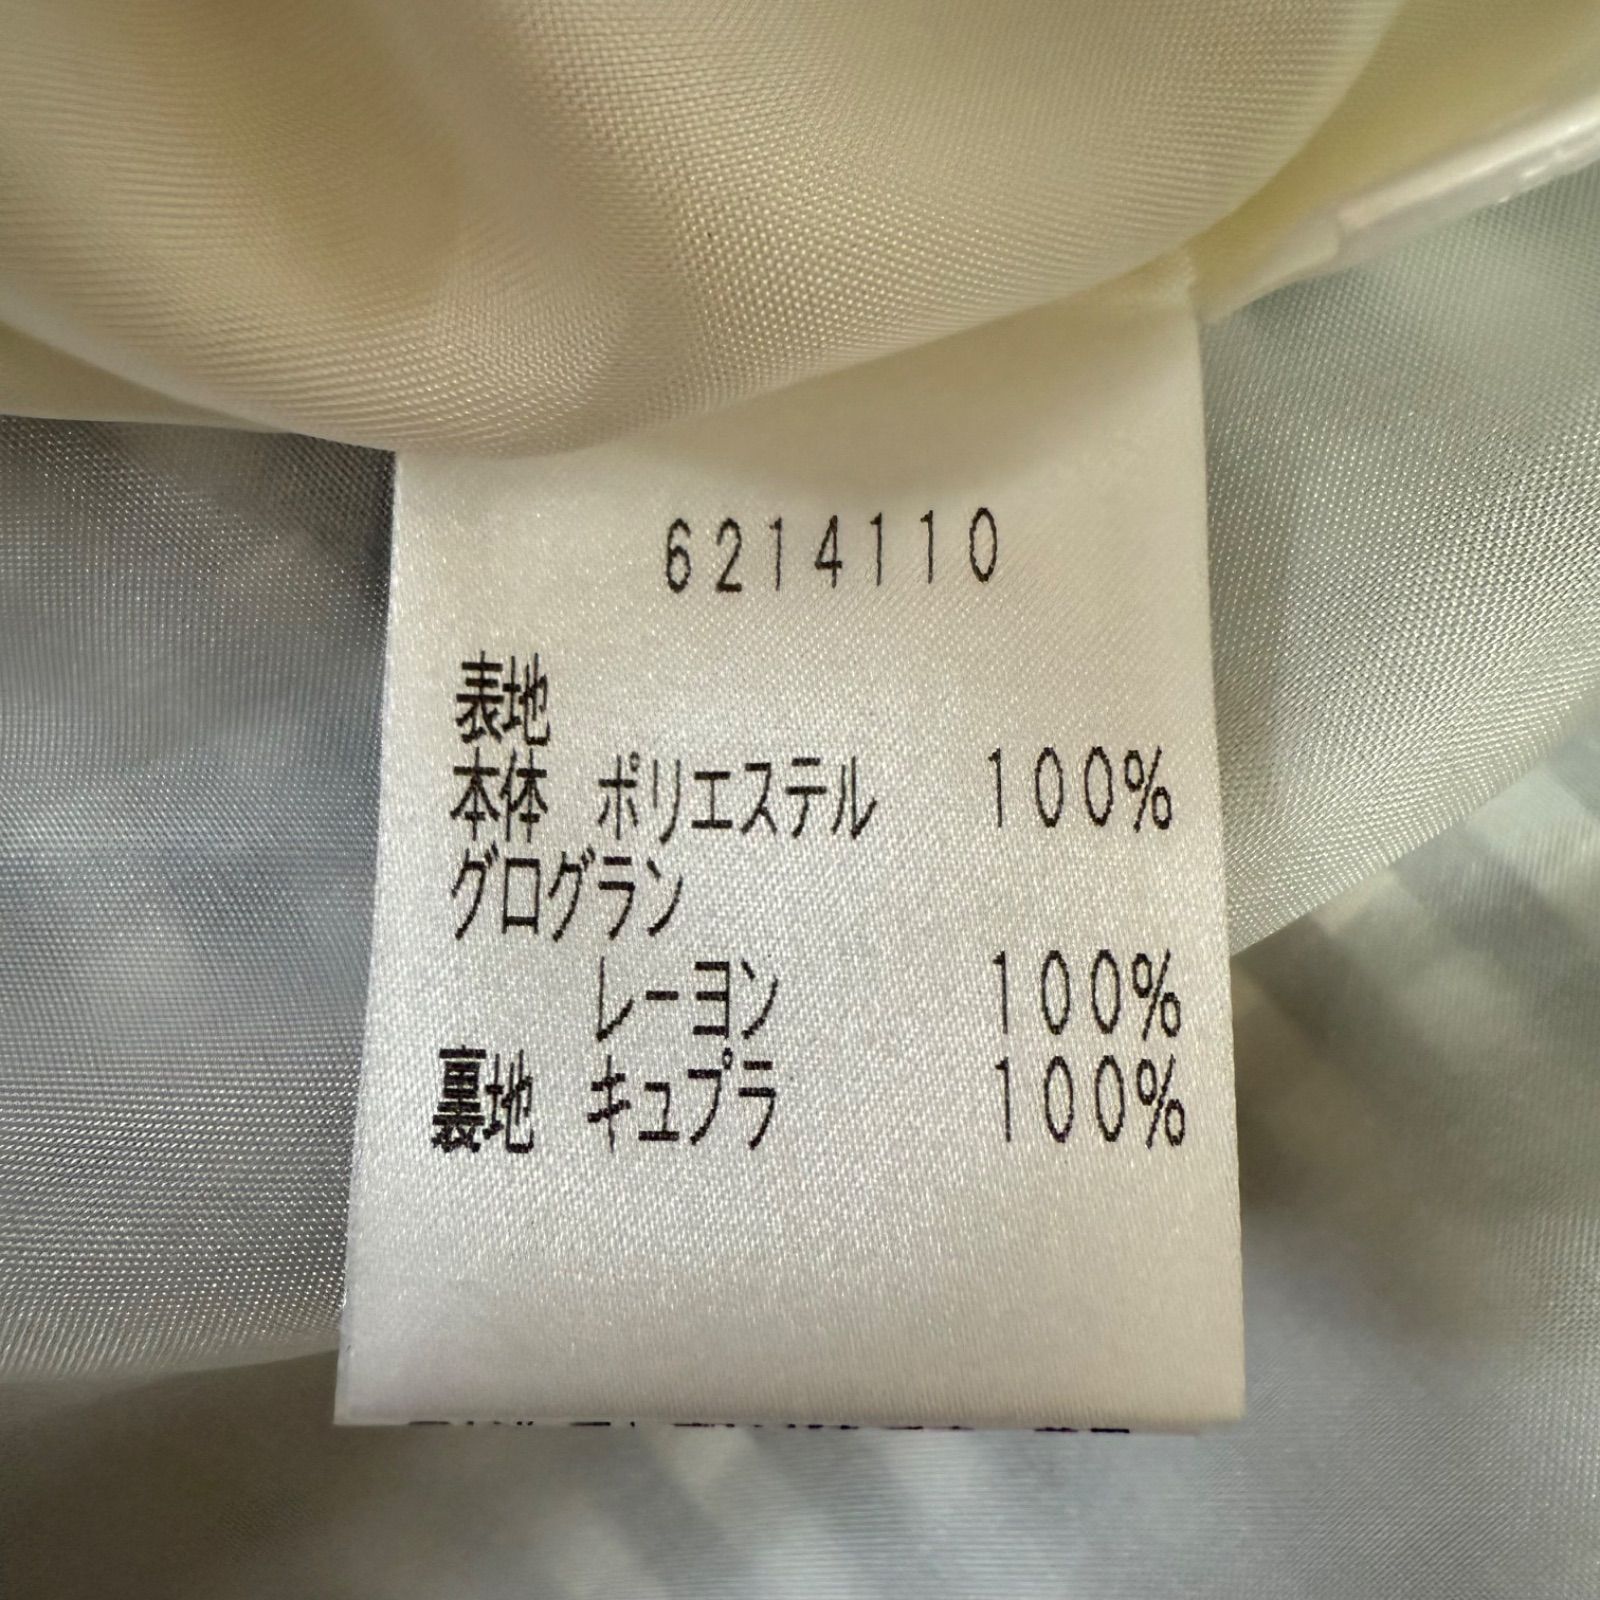 6214110
表地
本体 ポリエステル 100%
グログラン
レーヨン 100%
裏地 キュプラ 100%